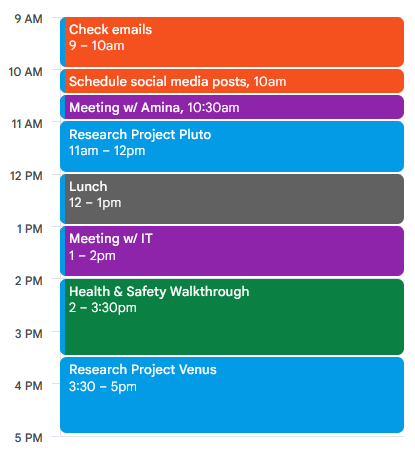 9 AM
Check emails
9 – 10am
10 AM
Schedule social media posts, 10am
Meeting w/ Amina, 10:30am
11 AM
Research Project Pluto
11am – 12pm
12 PM
Lunch
12 – 1pm
1 PM
Meeting w/ IT
1 – 2pm
2 PM
Health & Safety Walkthrough
2 – 3:30pm
3 PM
Research Project Venus
3:30 – 5pm
4 PM
5 PM